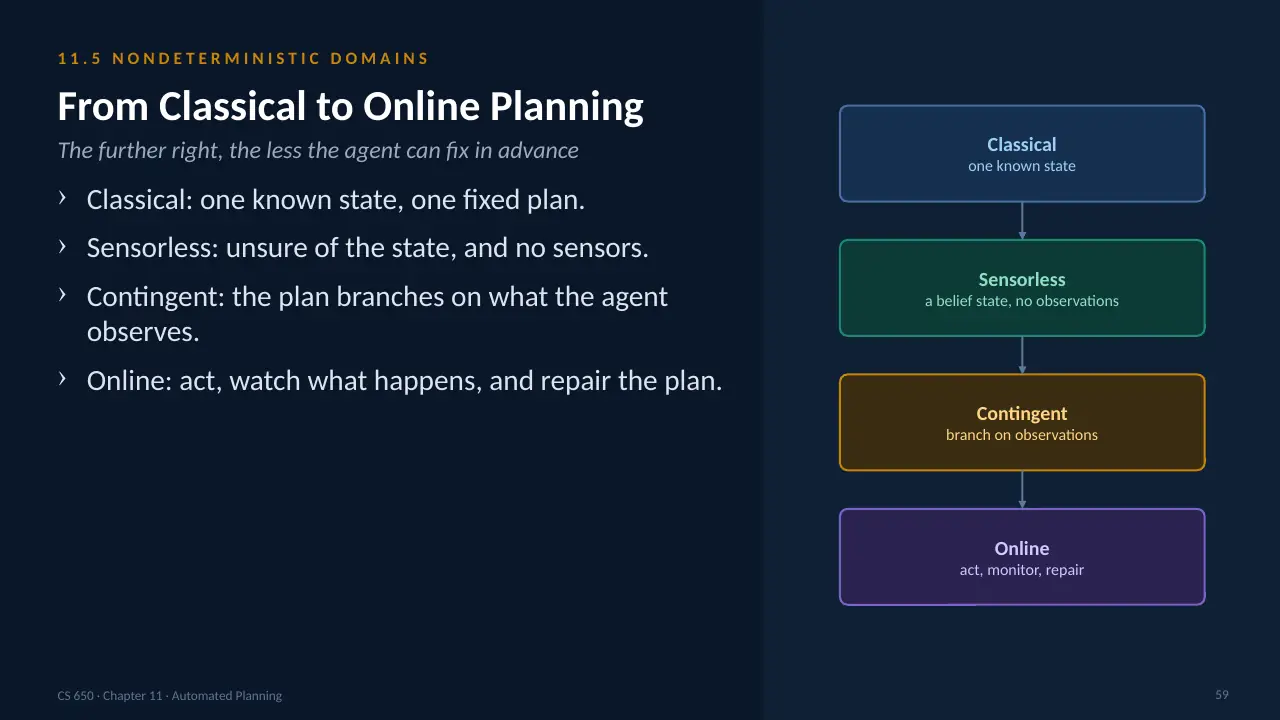 11.5 NONDETERMINISTIC DOMAINS
From Classical to Online Planning
The further right, the less the agent can fix in advance
› Classical: one known state, one fixed plan.
› Sensorless: unsure of the state, and no sensors.
› Contingent: the plan branches on what the agent
observes.
› Online: act, watch what happens, and repair the plan.
Classical
one known state
Sensorless
a belief state, no observations
Contingent
branch on observations
Online
act, monitor, repair
CS 650 · Chapter 11 · Automated Planning
59